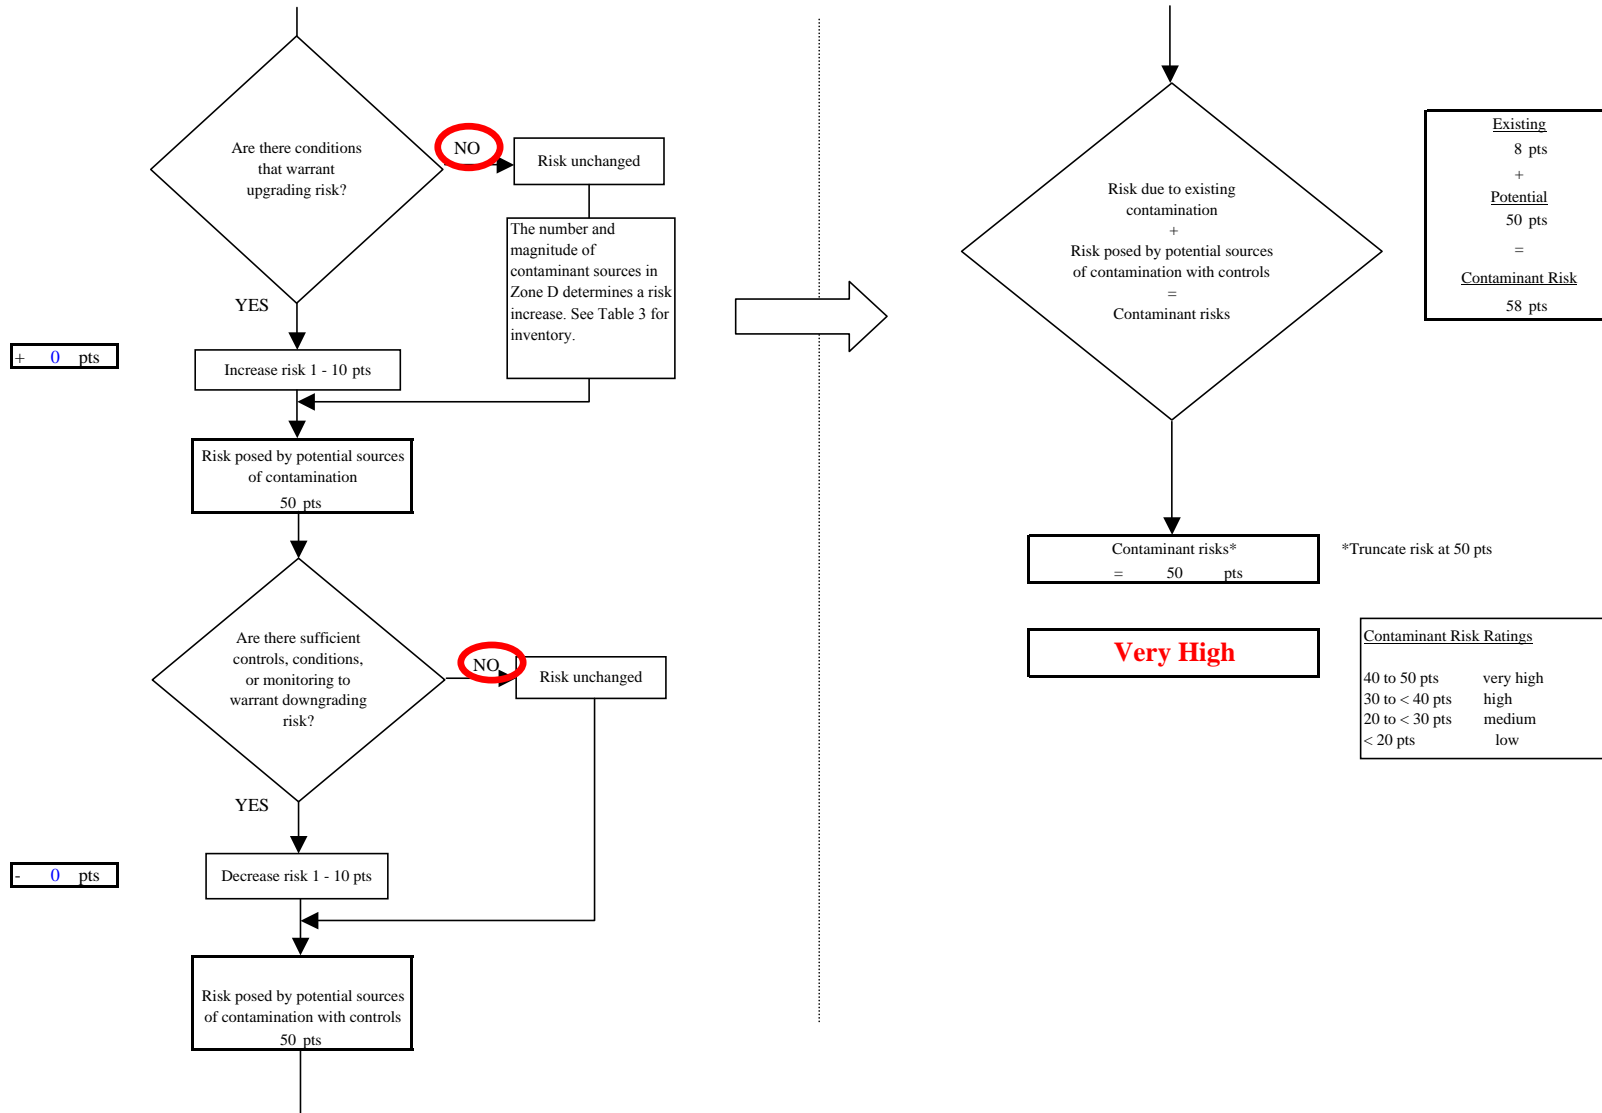 Are there conditions
that warrant
upgrading risk?
NO
Risk unchanged
The number and
magnitude of
contaminant sources in
Zone D determines a risk
increase. See Table 3 for
inventory.
YES
+ 0 pts
Increase risk 1 - 10 pts
Risk posed by potential sources
of contamination
50 pts
Are there sufficient
controls, conditions,
or monitoring to
warrant downgrading
risk?
NO
Risk unchanged
YES
- 0 pts
Decrease risk 1 - 10 pts
Risk posed by potential sources
of contamination with controls
50 pts
Risk due to existing
contamination
+
Risk posed by potential sources
of contamination with controls
=
Contaminant risks
Existing
8 pts
+
Potential
50 pts
=
Contaminant Risk
58 pts
Contaminant risks*
= 50 pts
*Truncate risk at 50 pts
Very High
Contaminant Risk Ratings
40 to 50 pts very high
30 to < 40 pts high
20 to < 30 pts medium
< 20 pts low